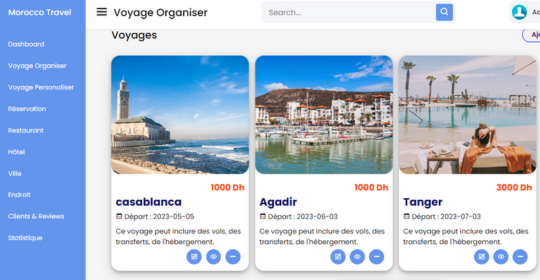 Morocco Travel
Voyage Organiser
Search...
Dashboard
Voyage Organiser
Voyage Personaliser
Réservation
Restaurant
Hôtel
Ville
Endroit
Clients & Reviews
Statistique
Voyages
1000 Dh
casablanca
Départ : 2023-05-05
Ce voyage peut inclure des vols, des
transferts, de l'hébergement.
1000 Dh
Agadir
Départ : 2023-06-03
Ce voyage peut inclure des vols, des
transferts, de l'hébergement.
3000 Dh
Tanger
Départ : 2023-07-03
Ce voyage peut inclure des vols, des
transferts, de l'hébergement.